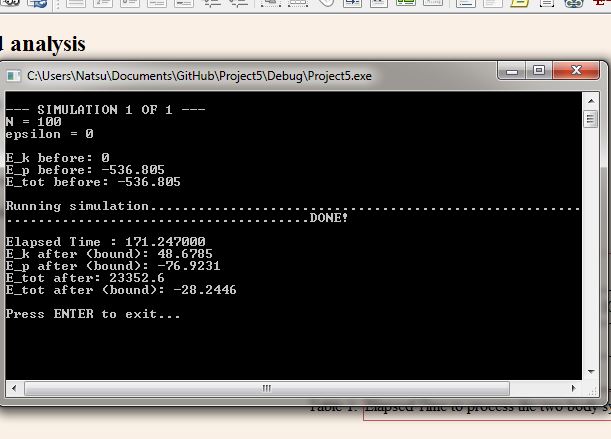 d analysis
C:\Users\Natsu\Documents\GitHub\Project5\Debug\Project5.exe
--- SIMULATION 1 OF 1 ---
N = 100
epsilon = 0
E_k before: 0
E_p before: -536.805
E_tot before: -536.805
Running simulation......................................................
......................................DONE!
Elapsed Time : 171.247000
E_k after (bound): 48.6785
E_p after (bound): -76.9231
E_tot after: 23352.6
E_tot after (bound): -28.2446
Press ENTER to exit...
Table 1: Elapsed Time to process the two body sy